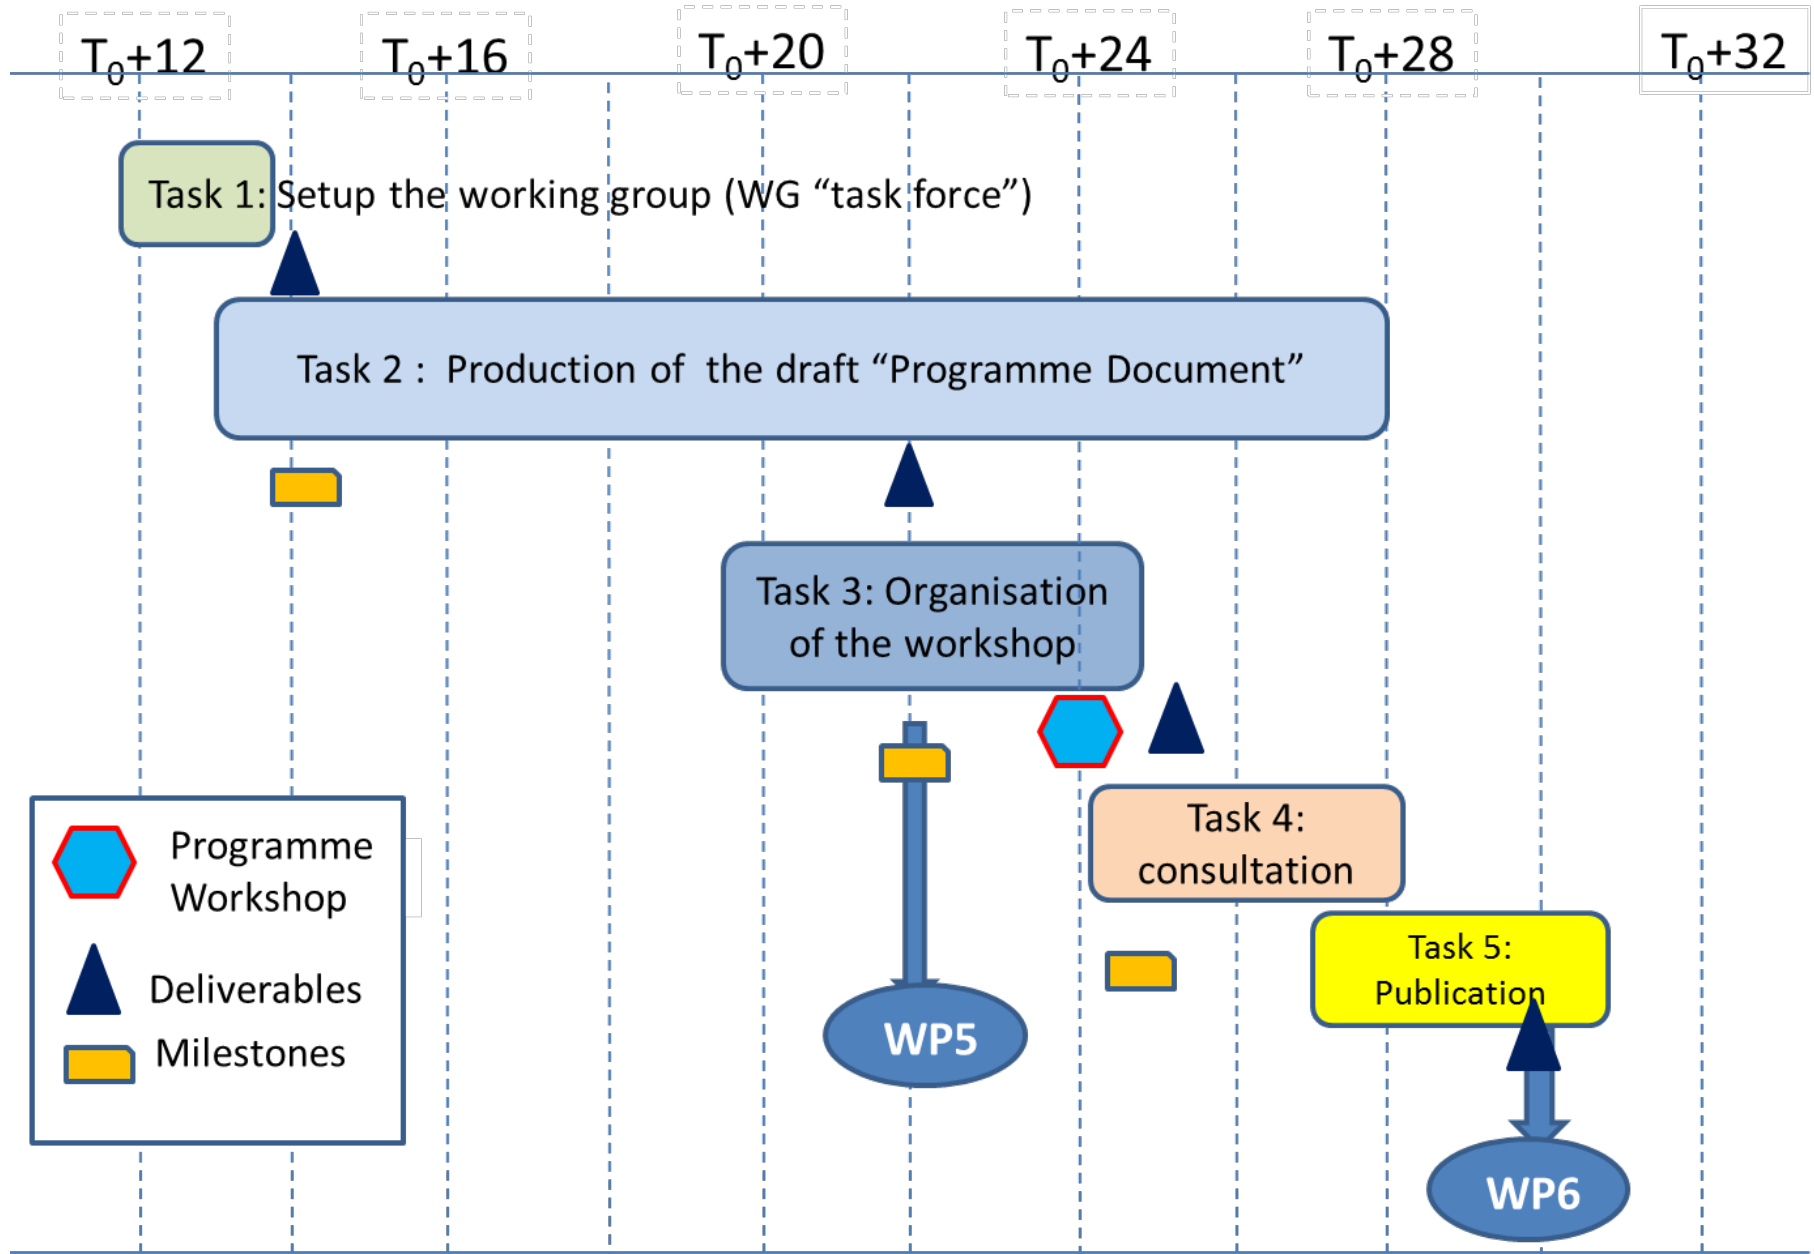 T₀+12
T₀+16
T₀+20
T₀+24
T₀+28
T₀+32
Task 1: Setup the working group (WG “task force”)
Task 2 : Production of the draft “Programme Document”
Task 3: Organisation
of the workshop
Task 4:
consultation
Programme
Workshop
Deliverables
Milestones
Task 5:
Publication
WP5
WP6